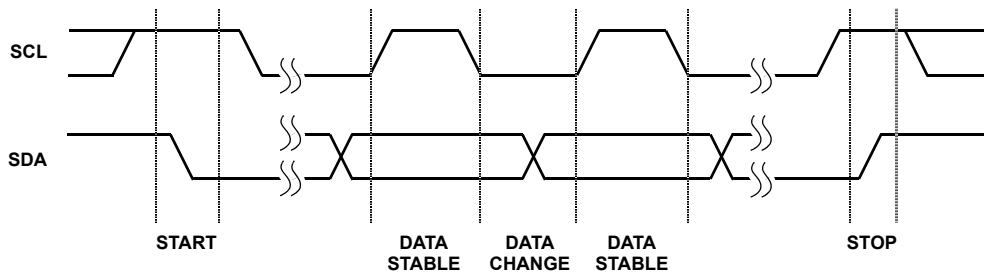 SCL
SDA
START
DATA
STABLE
DATA
CHANGE
DATA
STABLE
STOP